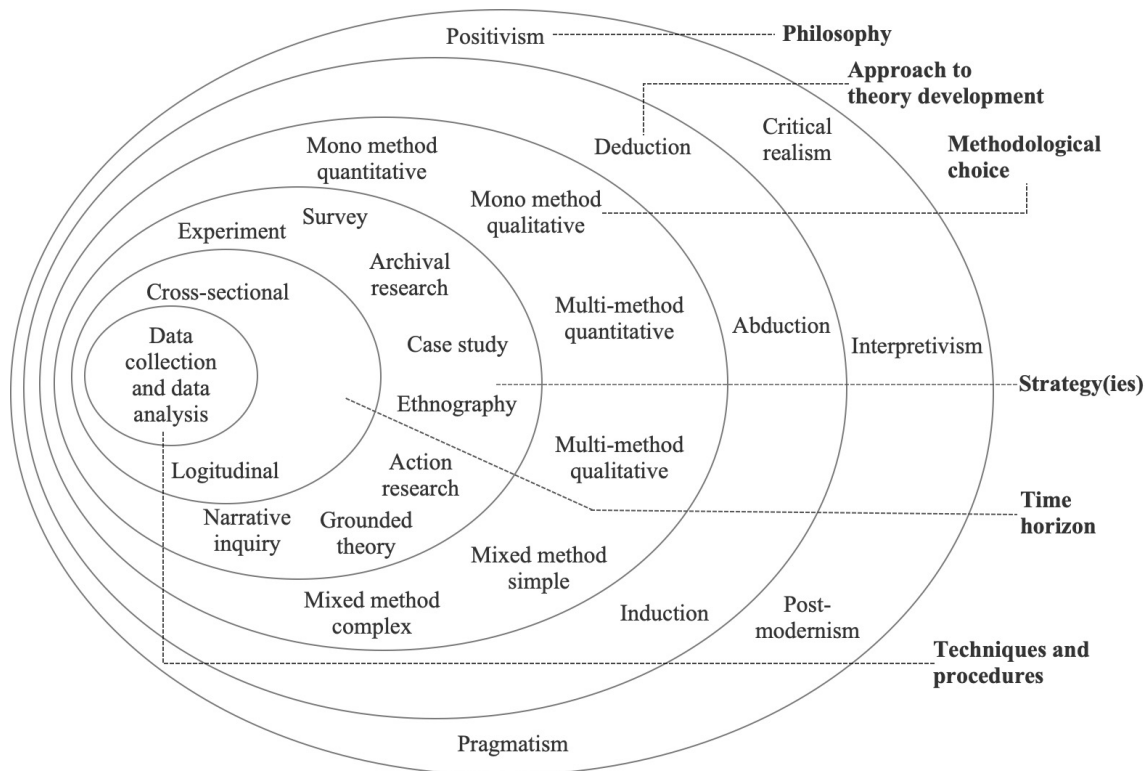 Positivism
Philosophy
Approach to
theory development
Deduction
Critical
realism
Methodological
choice
Mono method
quantitative
Mono method
qualitative
Survey
Experiment
Archival
research
Cross-sectional
Multi-method
quantitative
Abduction
Interpretivism
Data
collection
and data
analysis
Case study
Strategy(ies)
Ethnography
Multi-method
qualitative
Action
research
Logitudinal
Time
horizon
Narrative
inquiry
Grounded
theory
Mixed method
simple
Mixed method
complex
Induction
Post-
modernism
Techniques and
procedures
Pragmatism